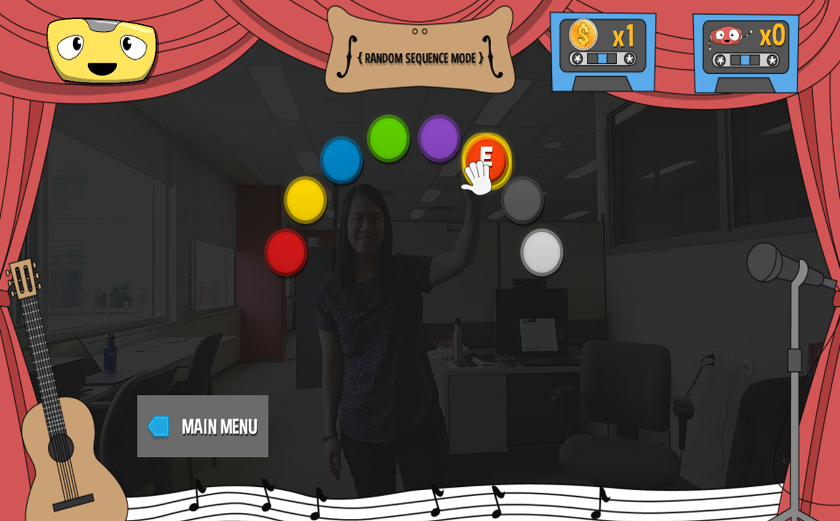 { RANDOM SEQUENCE MODE }
$ x1
x0
E
MAIN MENU